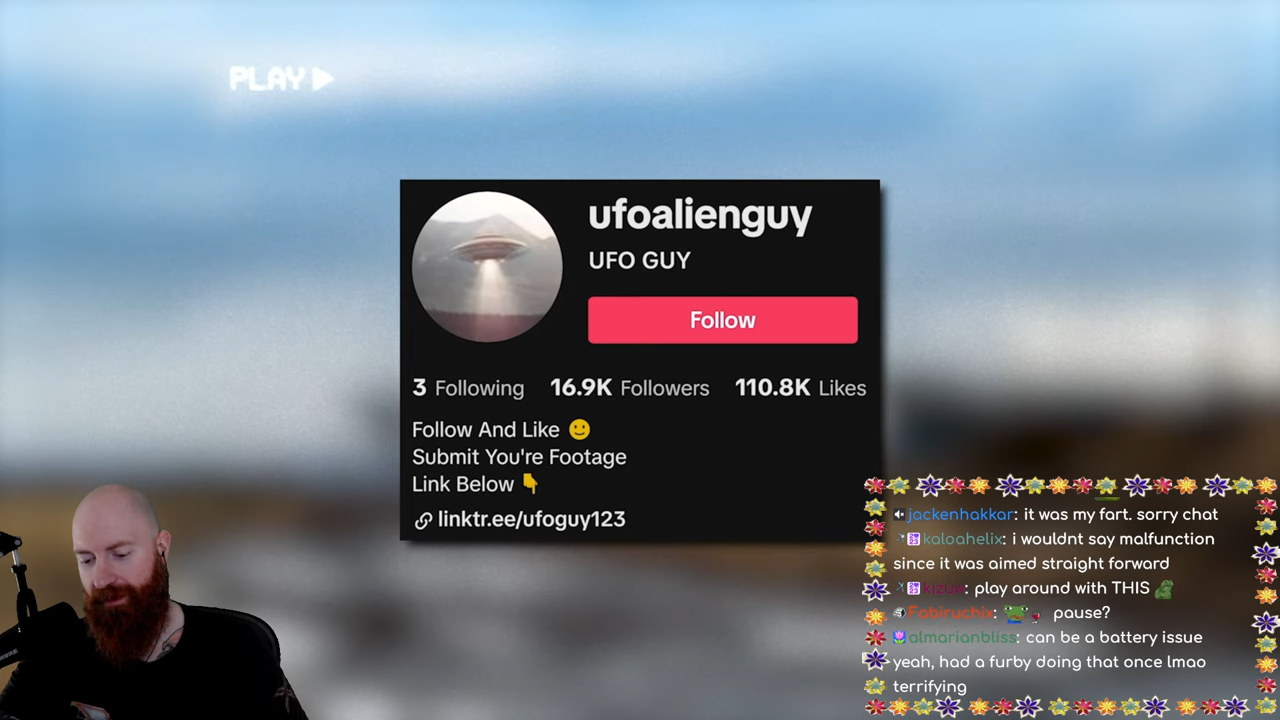 PLAY
ufoalienguy
UFO GUY
Follow
3 Following 16.9K Followers 110.8K Likes
Follow And Like 🙂
Submit You're Footage
Link Below 👇
linktr.ee/ufoguy123
jackenhakkar: it was my fart. sorry chat
kaloahelix: i wouldnt say malfunction
since it was aimed straight forward
kizuw: play around with THIS
Fabiruchix: pause?
almarianbliss: can be a battery issue
yeah, had a furby doing that once lmao
terrifying